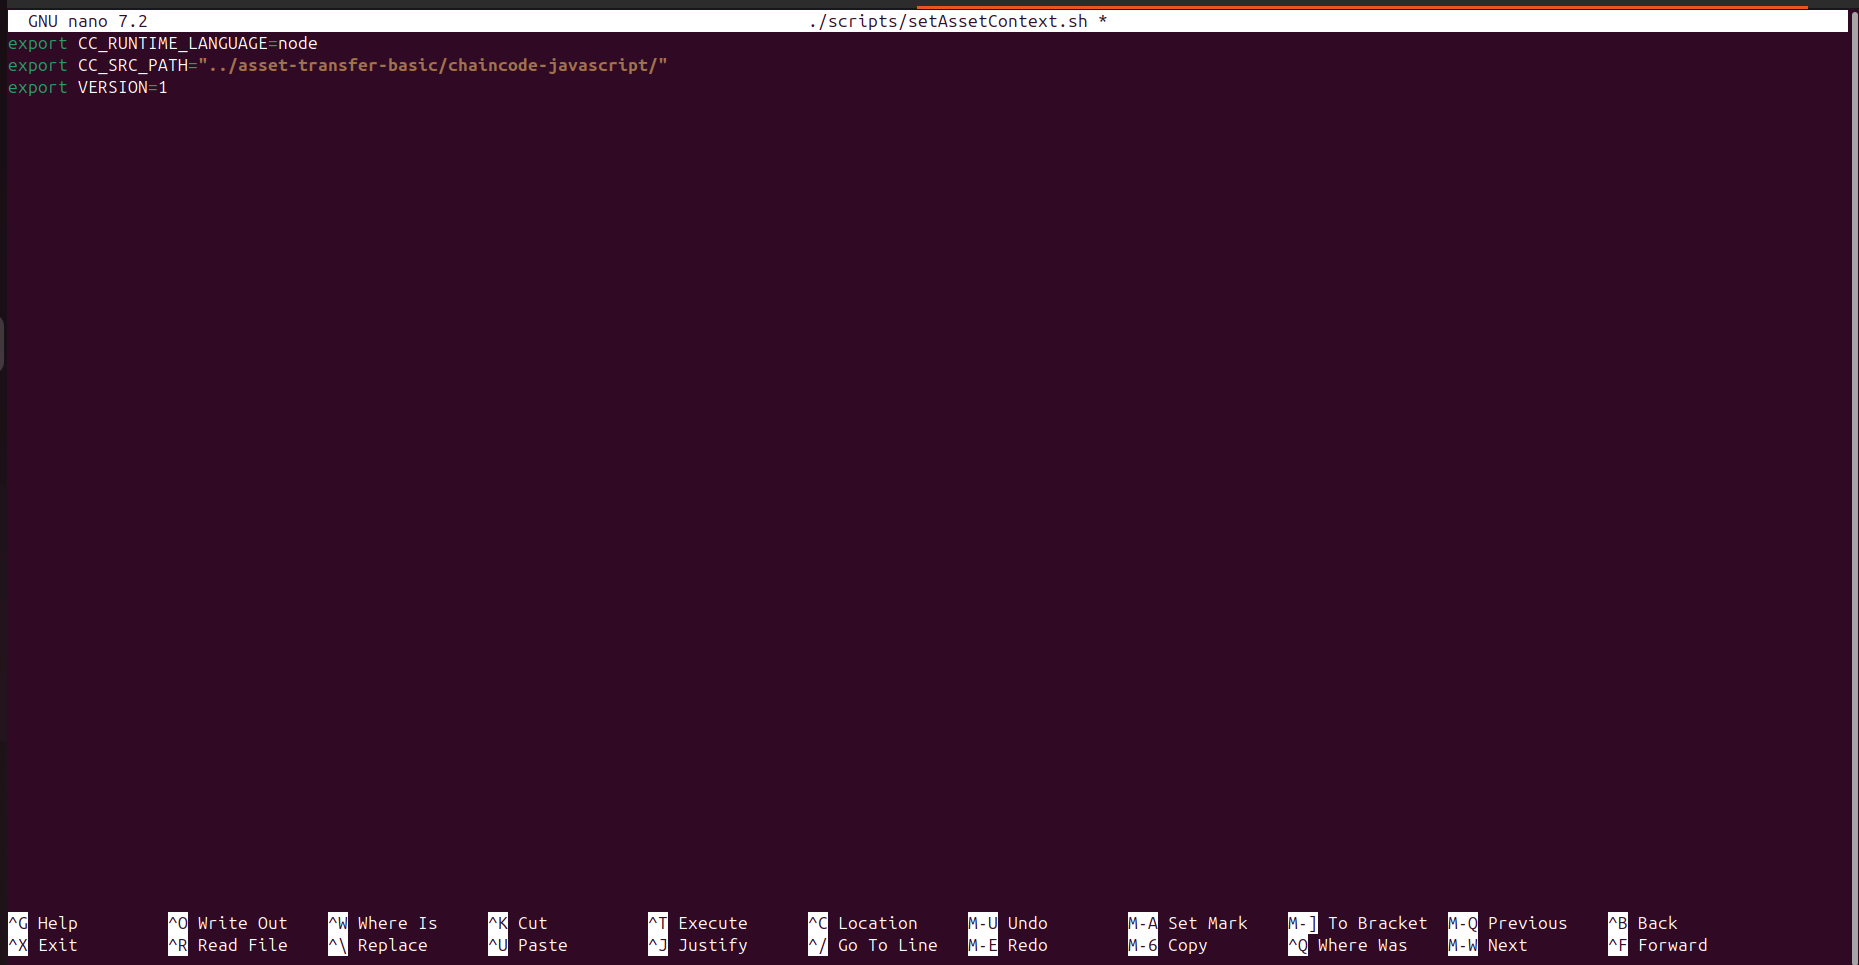 GNU nano 7.2 ./scripts/setAssetContext.sh *
export CC_RUNTIME_LANGUAGE=node
export CC_SRC_PATH="../asset-transfer-basic/chaincode-javascript/"
export VERSION=1
^G Help ^O Write Out ^W Where Is ^K Cut ^T Execute ^C Location M-U Undo M-A Set Mark M-] To Bracket M-Q Previous ^B Back
^X Exit ^R Read File ^\ Replace ^U Paste ^J Justify ^/ Go To Line M-E Redo M-6 Copy ^Q Where Was M-W Next ^F Forward